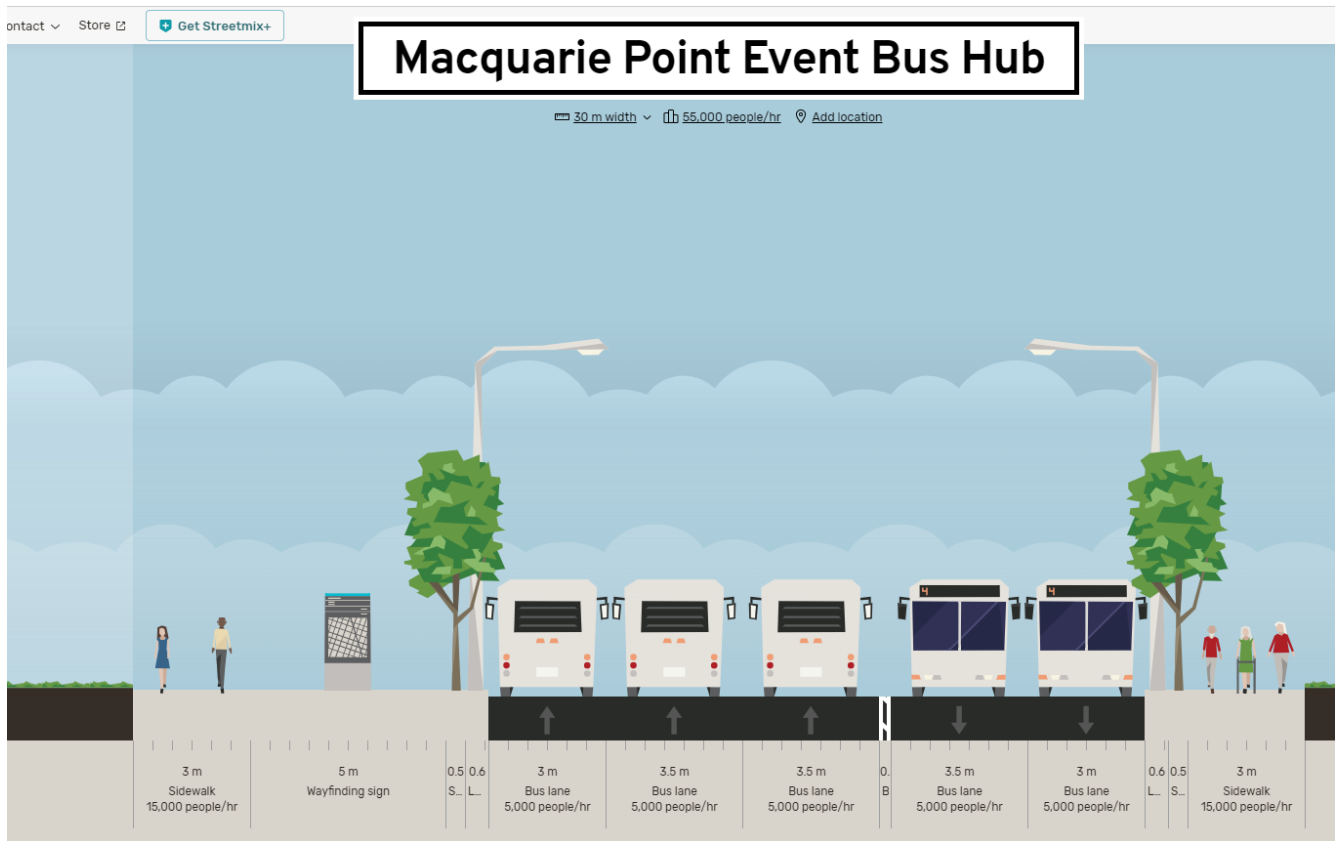 ontact Store Get Streetmix+
Macquarie Point Event Bus Hub
30 m width 55,000 people/hr Add location
4 4
3 m 5 m 0.5 0.6 3 m 3.5 m 3.5 m 0. 3.5 m 3 m 0.6 0.5 3 m
Sidewalk Wayfinding sign S... L... Bus lane Bus lane Bus lane B Bus lane Bus lane L... S... Sidewalk
15,000 people/hr 5,000 people/hr 5,000 people/hr 5,000 people/hr 5,000 people/hr 5,000 people/hr 15,000 people/hr